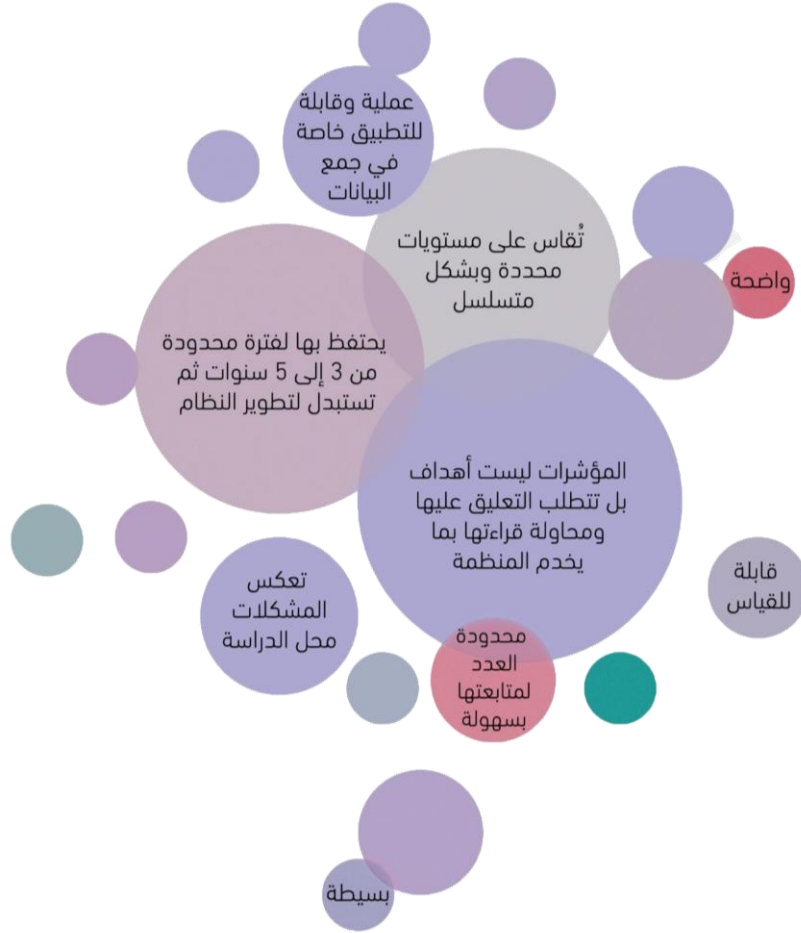 عملية وقابلة
للتطبيق خاصة
في جمع
البيانات
تُقاس على مستويات
محددة وبشكل
متسلسل
واضحة
يحتفظ بها لفترة محدودة
من 3 إلى 5 سنوات ثم
تستبدل لتطوير النظام
المؤشرات ليست أهداف
بل تتطلب التعليق عليها
ومحاولة قراءتها بما
يخدم المنظمة
قابلة
للقياس
تعكس
المشكلات
محل الدراسة
محدودة
العدد
لمتابعتها
بسهولة
بسيطة